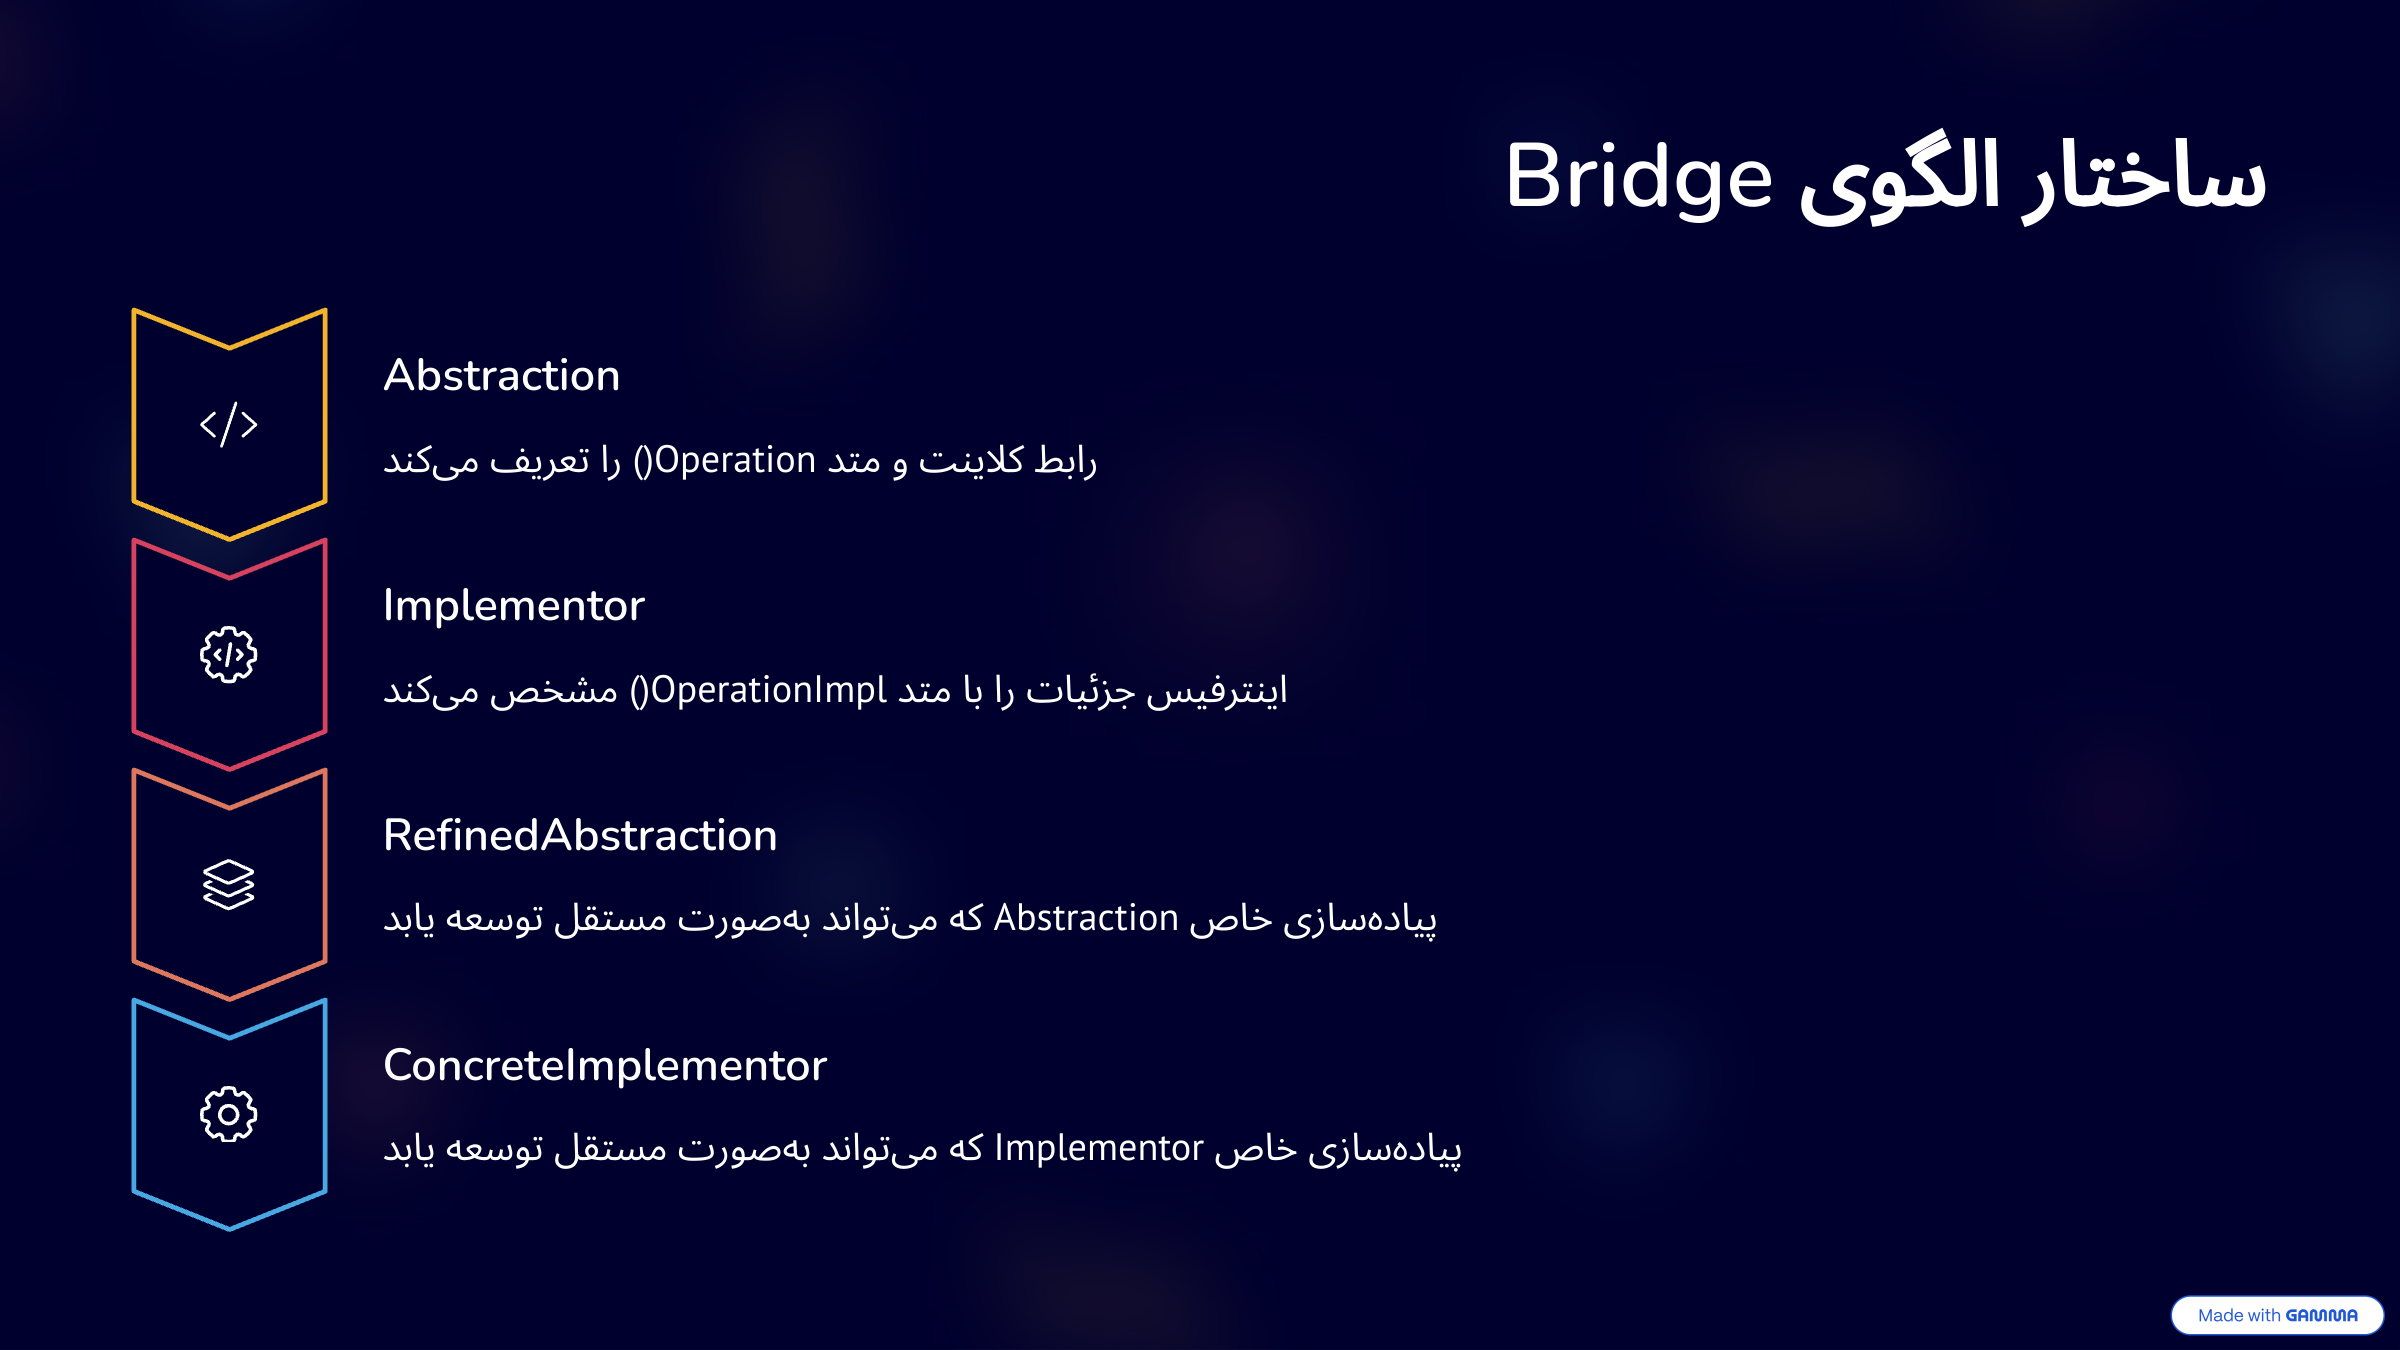 ساختار الگوی Bridge
Abstraction
رابط کلاینت و متد Operation() را تعریف می‌کند
Implementor
اینترفیس جزئیات را با متد OperationImpl() مشخص می‌کند
RefinedAbstraction
پیاده‌سازی خاص Abstraction که می‌تواند به‌صورت مستقل توسعه یابد
ConcreteImplementor
پیاده‌سازی خاص Implementor که می‌تواند به‌صورت مستقل توسعه یابد
Made with GAMMA